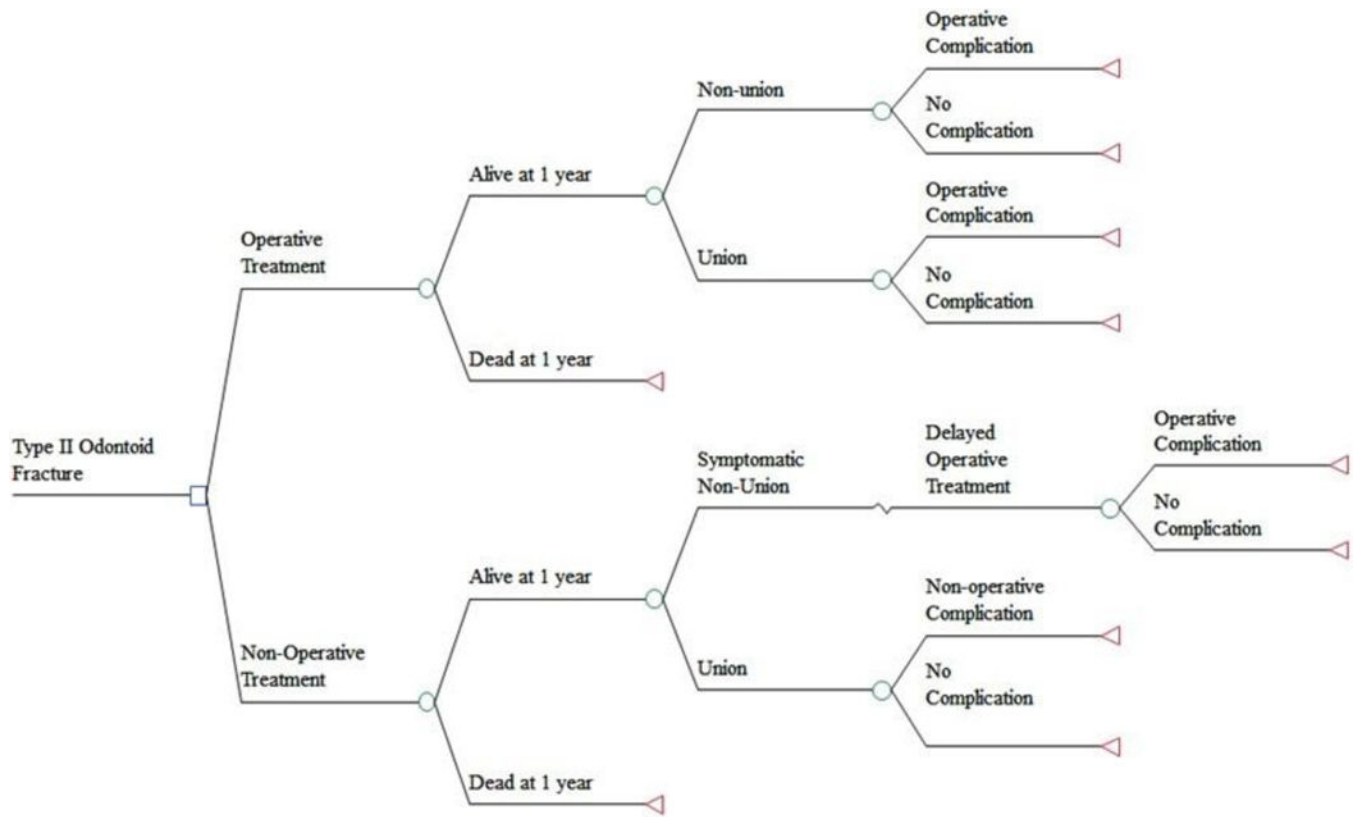 Operative
Complication
Non-union
No
Complication
Alive at 1 year
Operative
Complication
Operative
Treatment
Union
No
Complication
Dead at 1 year
Type II Odontoid
Fracture
Symptomatic
Non-Union
Delayed
Operative
Treatment
Operative
Complication
No
Complication
Alive at 1 year
Non-operative
Complication
Non-Operative
Treatment
Union
No
Complication
Dead at 1 year